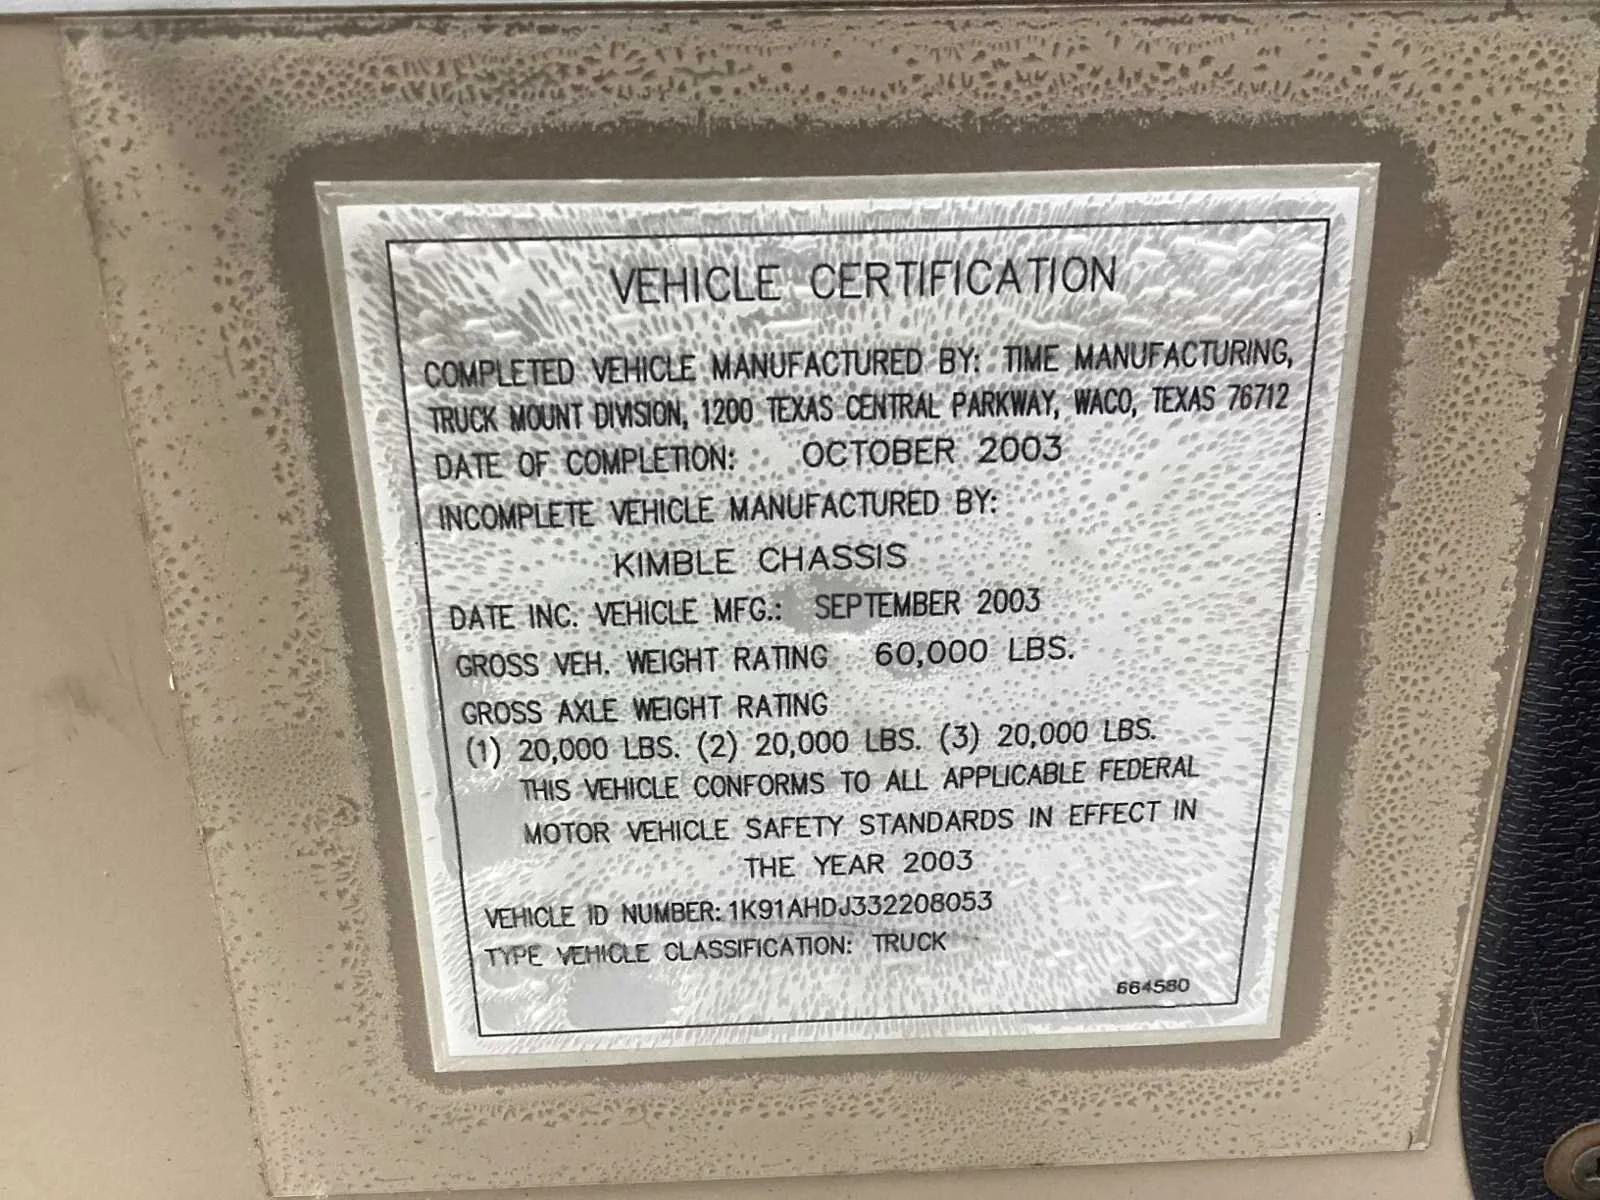 VEHICLE CERTIFICATION
COMPLETED VEHICLE MANUFACTURED BY: TIME MANUFACTURING,
TRUCK MOUNT DIVISION, 1200 TEXAS CENTRAL PARKWAY, WACO, TEXAS 76712
DATE OF COMPLETION: OCTOBER 2003
INCOMPLETE VEHICLE MANUFACTURED BY:
KIMBLE CHASSIS
DATE INC. VEHICLE MFG.: SEPTEMBER 2003
GROSS VEH. WEIGHT RATING 60,000 LBS.
GROSS AXLE WEIGHT RATING
(1) 20,000 LBS. (2) 20,000 LBS. (3) 20,000 LBS.
THIS VEHICLE CONFORMS TO ALL APPLICABLE FEDERAL
MOTOR VEHICLE SAFETY STANDARDS IN EFFECT IN
THE YEAR 2003
VEHICLE ID NUMBER: 1K91AHDJ332208053
TYPE VEHICLE CLASSIFICATION: TRUCK
664580